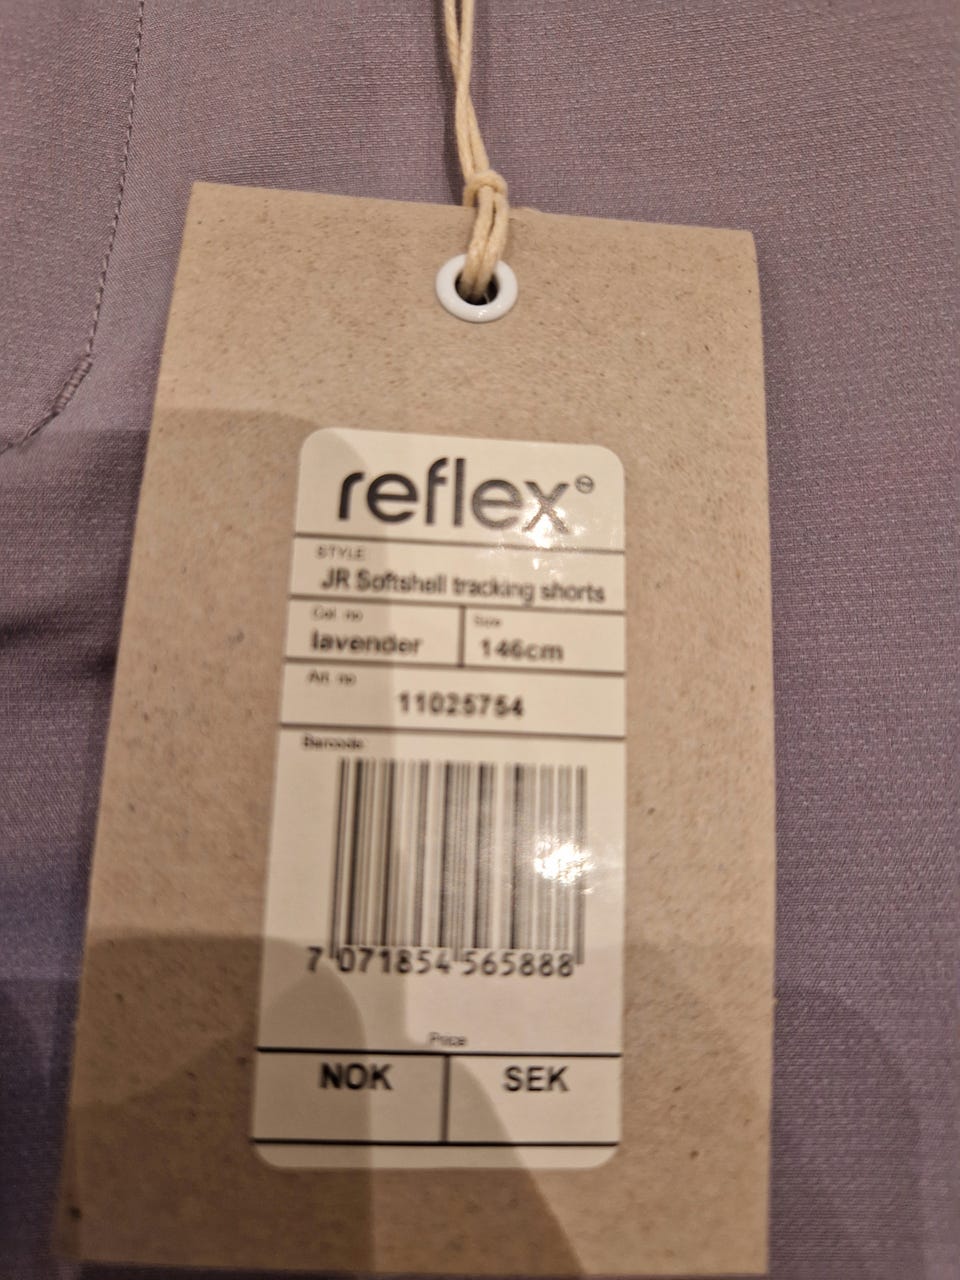 reflex
STYLE
JR Softshell tracking shorts
Col. no Size
lavender 146cm
Art. no
11025754
Barcode
7 071854 565888
Price
NOK SEK